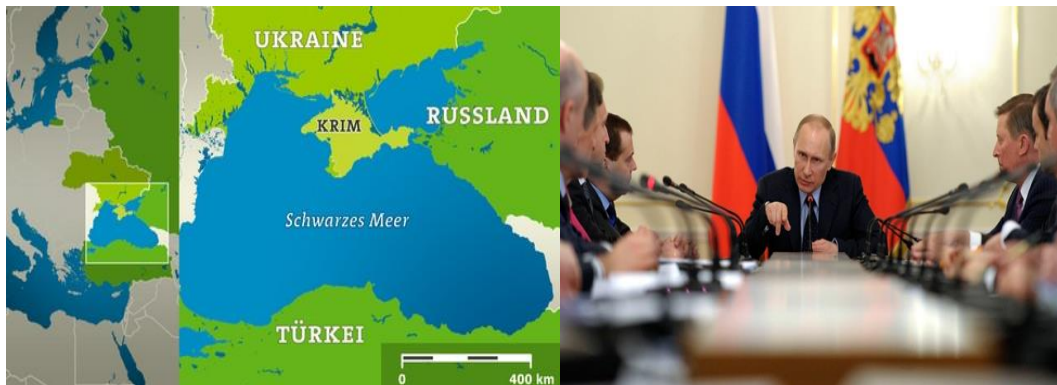 UKRAINE
KRIM
RUSSLAND
Schwarzes Meer
TÜRKEI
0 400 km